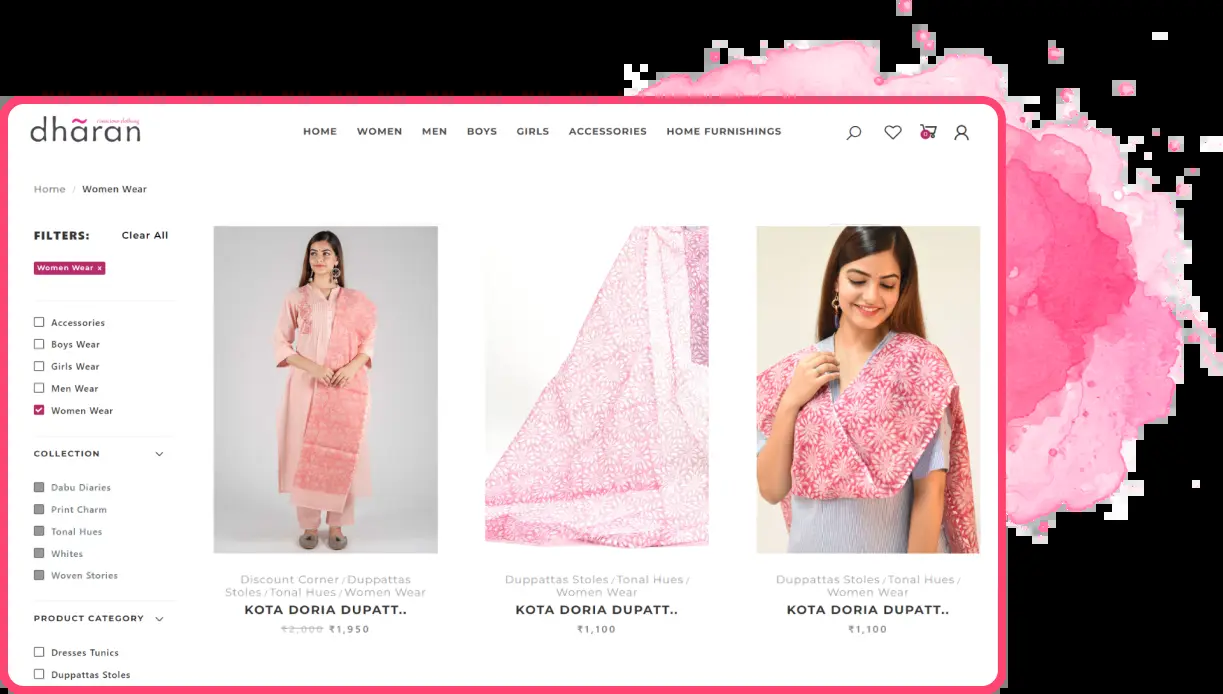 conscious clothing
dharan
HOME WOMEN MEN BOYS GIRLS ACCESSORIES HOME FURNISHINGS
0
Home / Women Wear
FILTERS: Clear All
Women Wear x
Accessories
Boys Wear
Girls Wear
Men Wear
Women Wear
COLLECTION
Dabu Diaries
Print Charm
Tonal Hues
Whites
Woven Stories
PRODUCT CATEGORY
Dresses Tunics
Duppattas Stoles
Discount Corner / Duppattas
Stoles / Tonal Hues / Women Wear
KOTA DORIA DUPATT..
₹2,000 ₹1,950
Duppattas Stoles / Tonal Hues /
Women Wear
KOTA DORIA DUPATT..
₹1,100
Duppattas Stoles / Tonal Hues /
Women Wear
KOTA DORIA DUPATT..
₹1,100